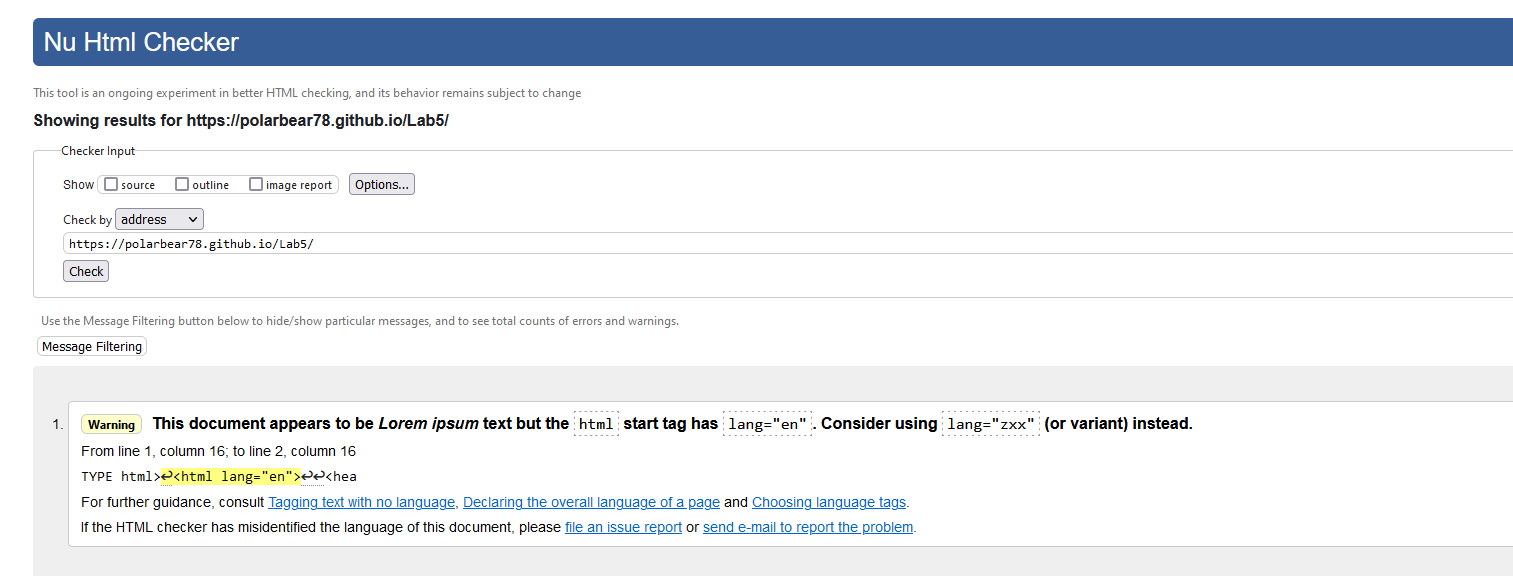 Nu Html Checker
This tool is an ongoing experiment in better HTML checking, and its behavior remains subject to change
Showing results for https://polarbear78.github.io/Lab5/
Checker Input
Show source outline image report Options...
Check by address
https://polarbear78.github.io/Lab5/
Check
Use the Message Filtering button below to hide/show particular messages, and to see total counts of errors and warnings.
Message Filtering
1. Warning This document appears to be Lorem ipsum text but the html start tag has lang="en". Consider using lang="zxx" (or variant) instead.
From line 1, column 16; to line 2, column 16
TYPE html>↩<html lang="en">↩↩<hea
For further guidance, consult Tagging text with no language, Declaring the overall language of a page and Choosing language tags.
If the HTML checker has misidentified the language of this document, please file an issue report or send e-mail to report the problem.